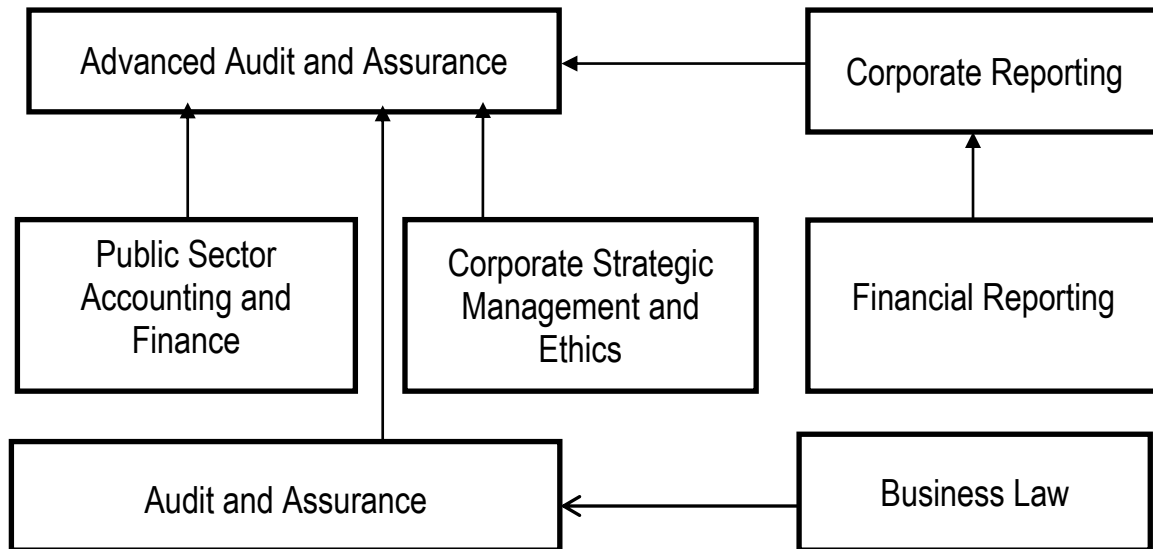 Advanced Audit and Assurance
Corporate Reporting
Public Sector
Accounting and
Finance
Corporate Strategic
Management and
Ethics
Financial Reporting
Audit and Assurance
Business Law